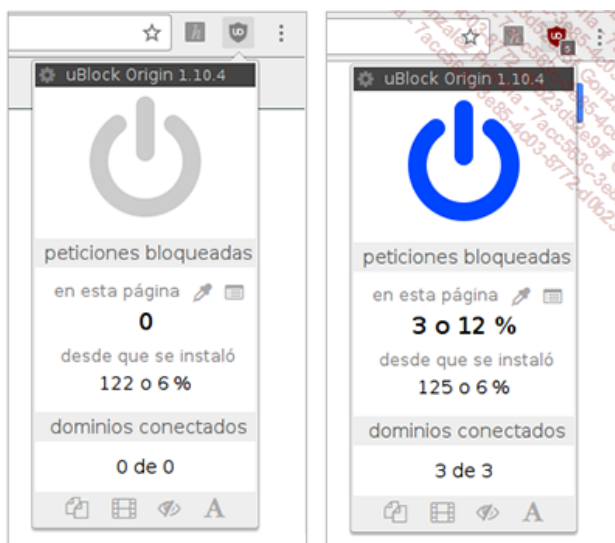 uBlock Origin 1.10.4
peticiones bloqueadas
en esta página
0
desde que se instaló
122 o 6 %
dominios conectados
0 de 0
A
5
uBlock Origin 1.10.4
peticiones bloqueadas
en esta página
3 o 12 %
desde que se instaló
125 o 6 %
dominios conectados
3 de 3
A